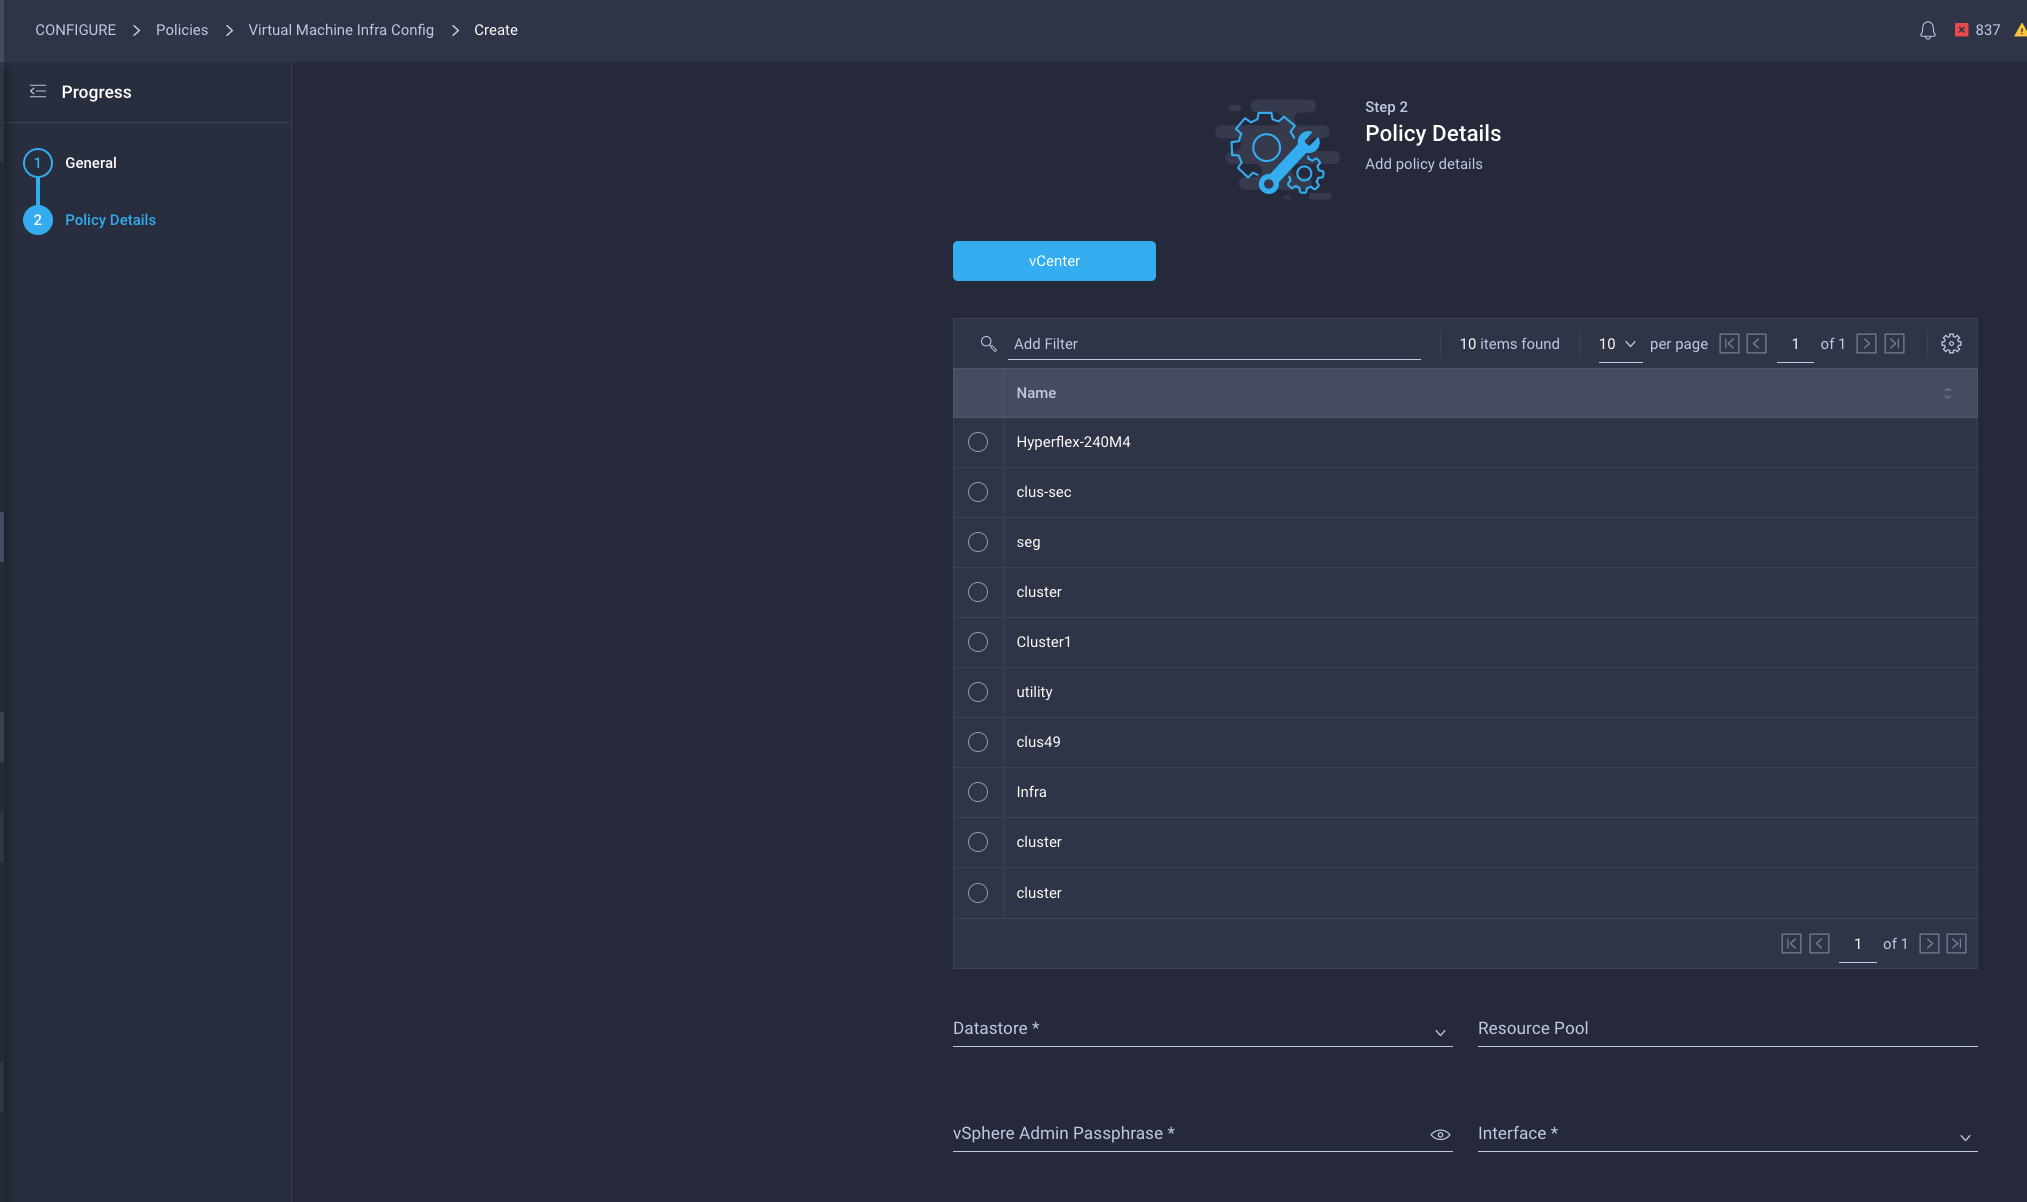 CONFIGURE Policies Virtual Machine Infra Config Create
837
Progress
1 General
2 Policy Details
Step 2
Policy Details
Add policy details
vCenter
Add Filter 10 items found 10 per page 1 of 1
Name
Hyperflex-240M4
clus-sec
seg
cluster
Cluster1
utility
clus49
Infra
cluster
cluster
1 of 1
Datastore * Resource Pool
vSphere Admin Passphrase * Interface *